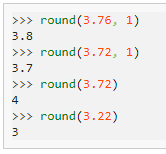 >>> round(3.76, 1)
3.8
>>> round(3.72, 1)
3.7
>>> round(3.72)
4
>>> round(3.22)
3